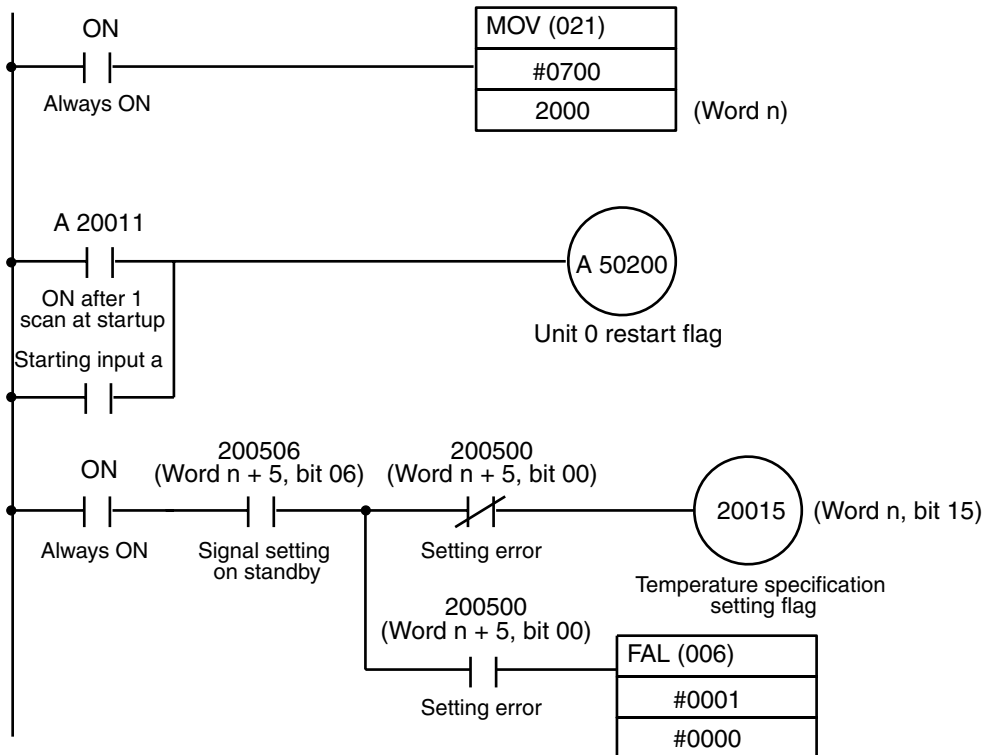 ON
Always ON
MOV (021)
#0700
2000
(Word n)
A 20011
ON after 1
scan at startup
Starting input a
A 50200
Unit 0 restart flag
ON
Always ON
200506
(Word n + 5, bit 06)
Signal setting
on standby
200500
(Word n + 5, bit 00)
Setting error
20015
(Word n, bit 15)
Temperature specification
setting flag
200500
(Word n + 5, bit 00)
Setting error
FAL (006)
#0001
#0000